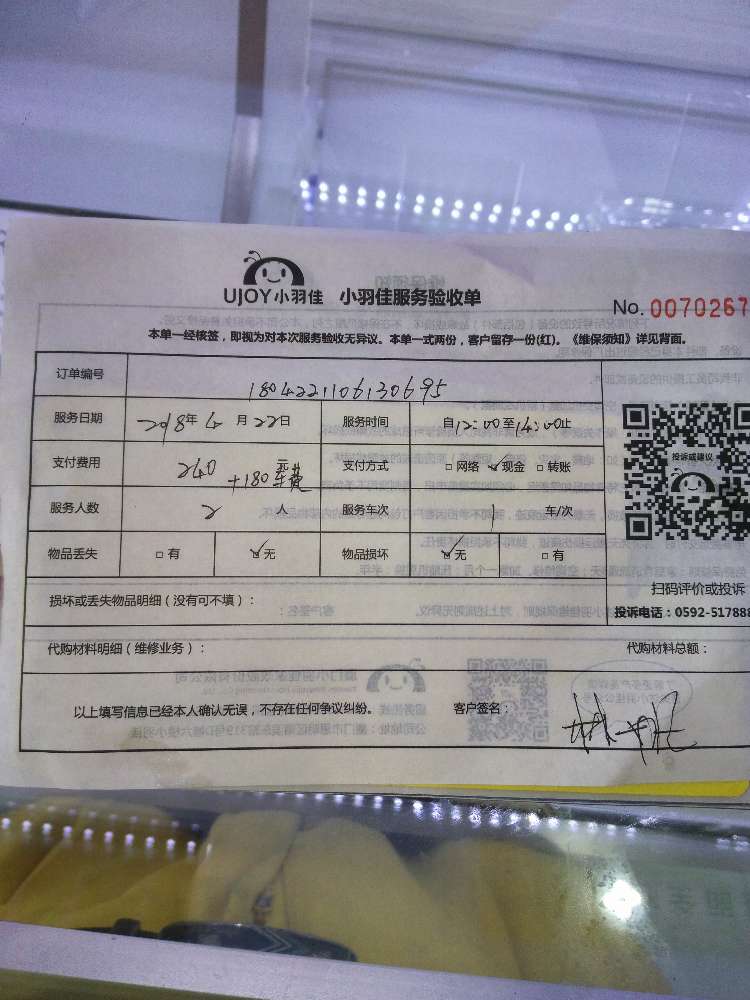 UJOY小羽佳 小羽佳服务验收单
No. 0070267
本单一经核签，即视为对本次服务验收无异议。本单一式两份，客户留存一份(红)。《维保须知》详见背面。
订单编号 1804221106130695
服务日期 2018年4月22日 服务时间 自12:00至14:00止
支付费用 240+180 车费 支付方式 □网络 ☑现金 □转账
服务人数 2人 服务车次 1 车/次
物品丢失 □有 ☑无 物品损坏 ☑无 □有
投诉或建议
扫码评价或投诉
损坏或丢失物品明细（没有可不填）：
投诉电话：0592-517888
代购材料明细（维修业务）： 代购材料总额：
以上填写信息已经本人确认无误，不存在任何争议纠纷。 客户签名：